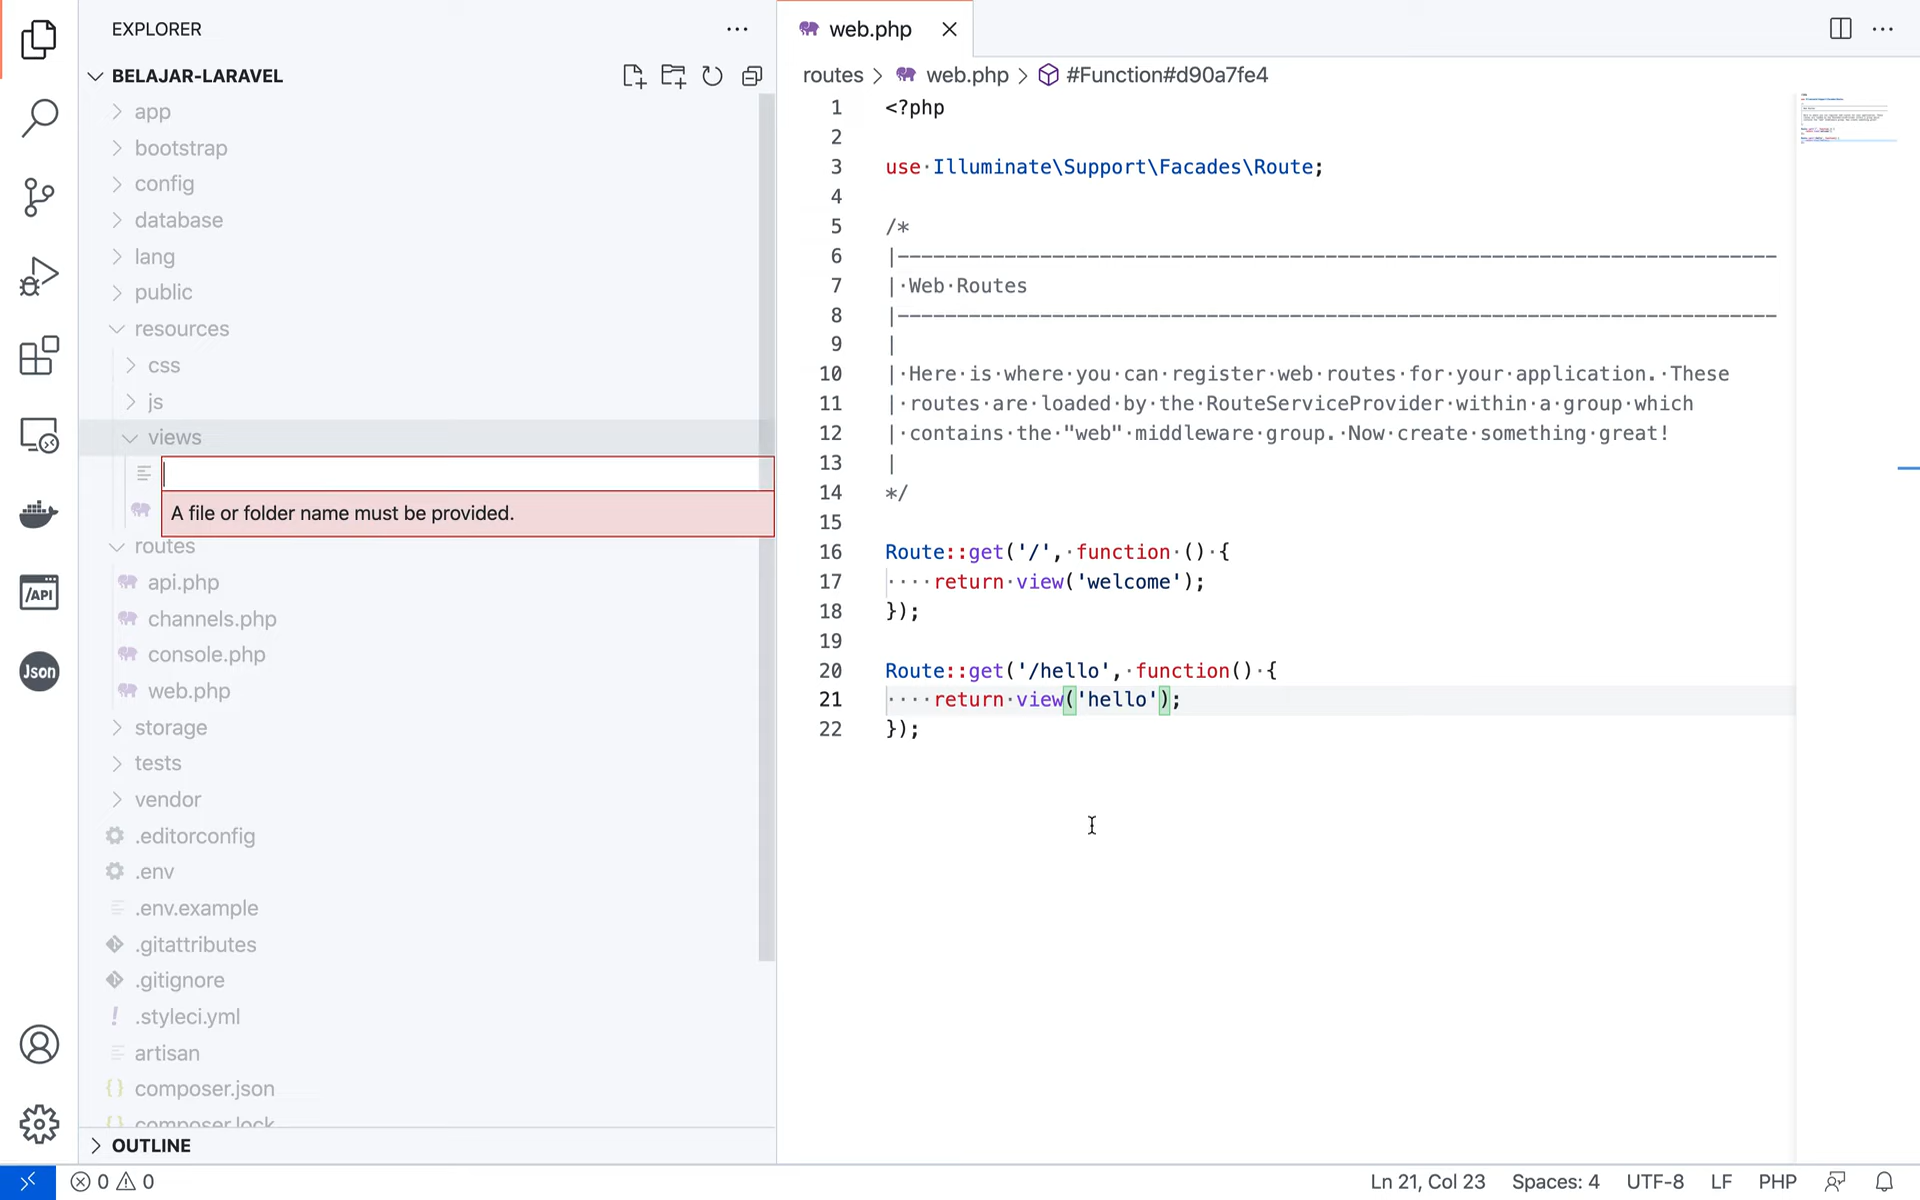 EXPLORER
BELAJAR-LARAVEL
app
bootstrap
config
database
lang
public
resources
css
js
views
A file or folder name must be provided.
routes
api.php
channels.php
console.php
web.php
storage
tests
vendor
.editorconfig
.env
.env.example
.gitattributes
.gitignore
.styleci.yml
artisan
composer.json
composer.lock
OUTLINE
/API
Json
web.php
routes > web.php > #Function#d90a7fe4
1 <?php
2
3 use Illuminate\Support\Facades\Route;
4
5 /*
6 |--------------------------------------------------------------------------
7 | Web Routes
8 |--------------------------------------------------------------------------
9 |
10 | Here is where you can register web routes for your application. These
11 | routes are loaded by the RouteServiceProvider within a group which
12 | contains the "web" middleware group. Now create something great!
13 |
14 */
15
16 Route::get('/', function () {
17     return view('welcome');
18 });
19
20 Route::get('/hello', function() {
21     return view('hello');
22 });
0 0
Ln 21, Col 23 Spaces: 4 UTF-8 LF PHP